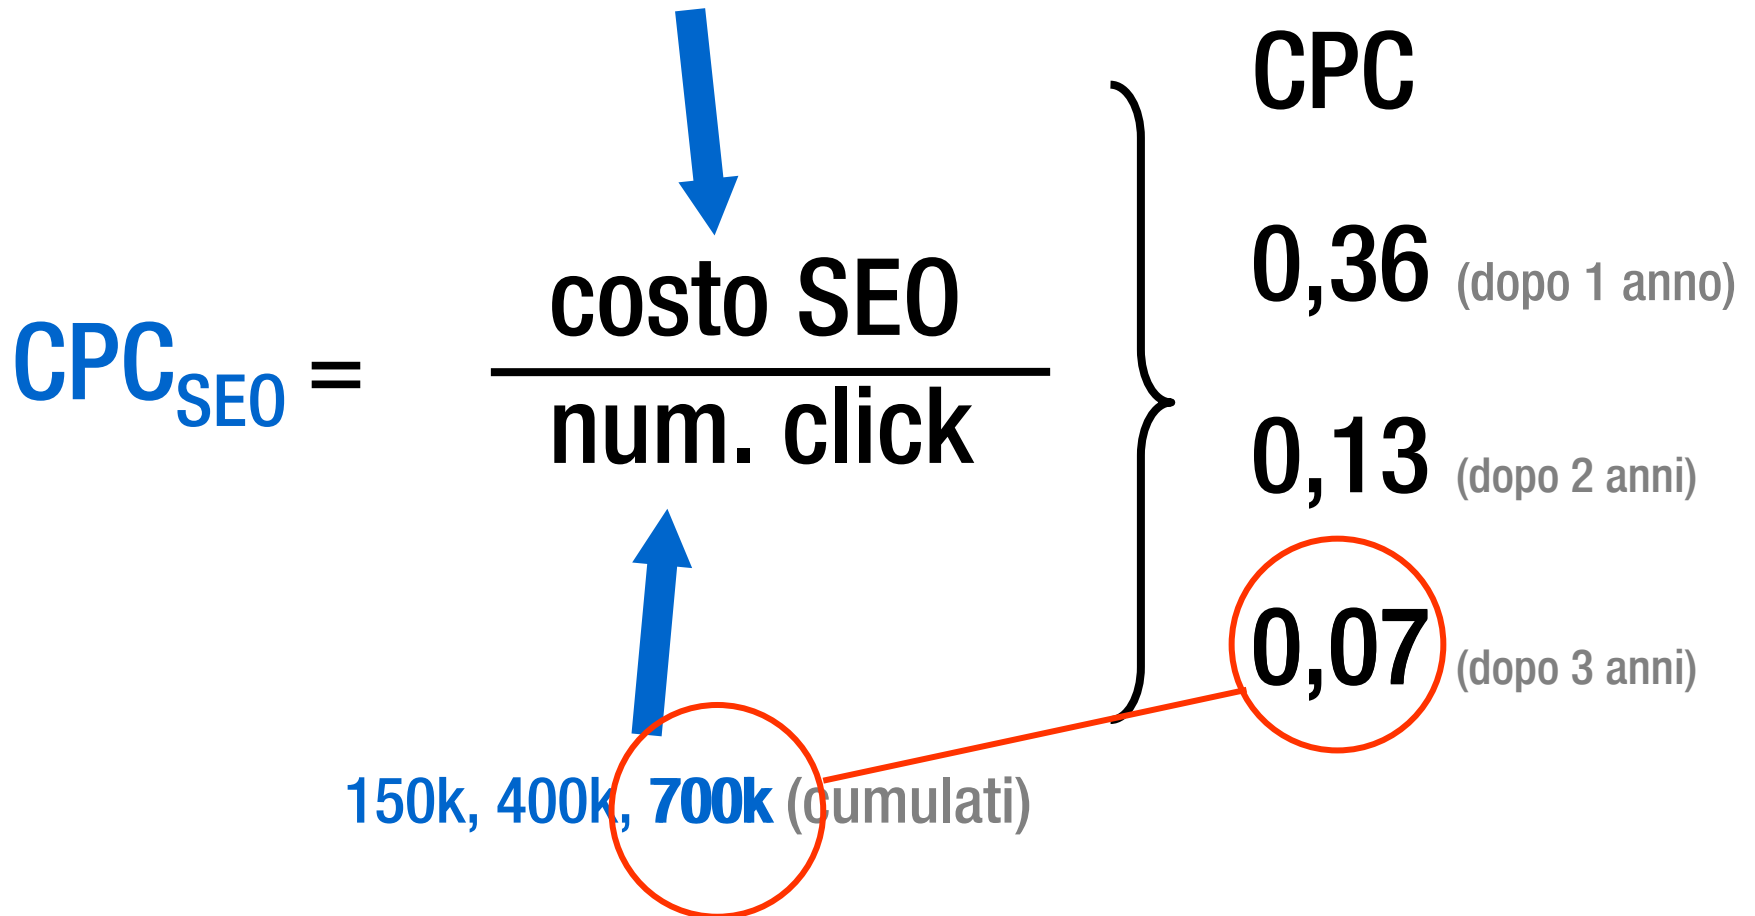 CPC
0,36 (dopo 1 anno)
costo SEO
CPCSEO =
num. click
0,13 (dopo 2 anni)
0,07 (dopo 3 anni)
150k, 400k, 700k (cumulati)